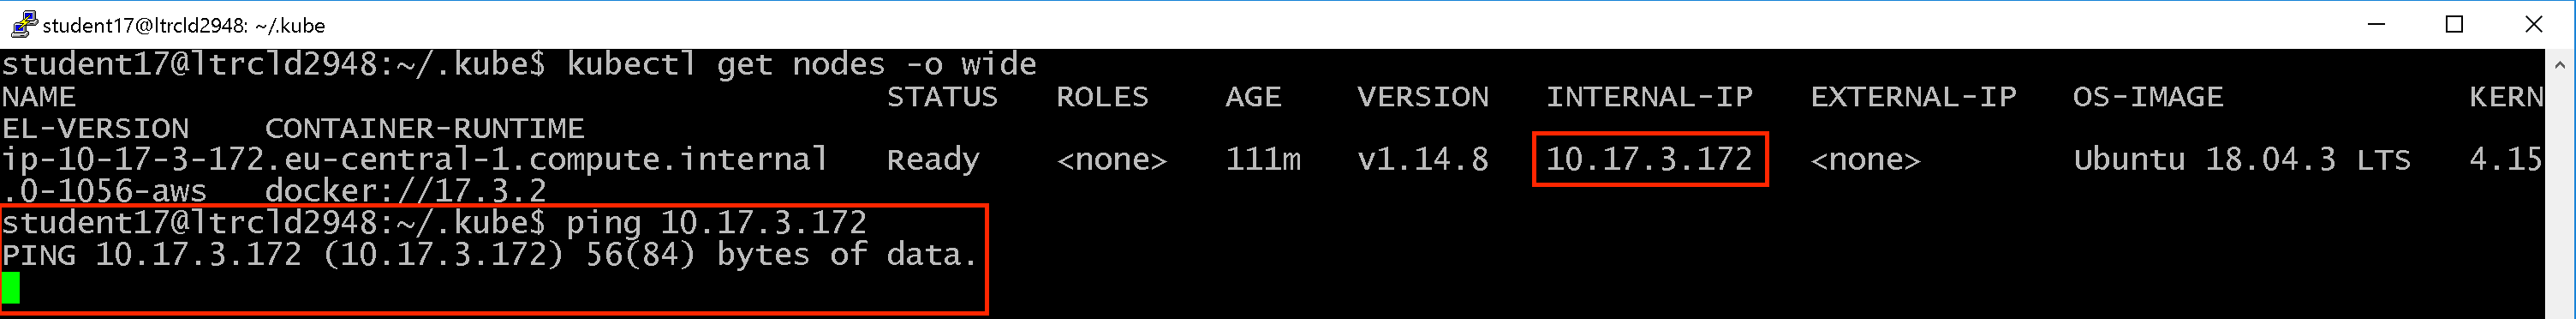 student17@ltrcld2948: ~/.kube
student17@ltrcld2948:~/.kube$ kubectl get nodes -o wide
NAME STATUS ROLES AGE VERSION INTERNAL-IP EXTERNAL-IP OS-IMAGE KERN
EL-VERSION CONTAINER-RUNTIME
ip-10-17-3-172.eu-central-1.compute.internal Ready <none> 111m v1.14.8 10.17.3.172 <none> Ubuntu 18.04.3 LTS 4.15
.0-1056-aws docker://17.3.2
student17@ltrcld2948:~/.kube$ ping 10.17.3.172
PING 10.17.3.172 (10.17.3.172) 56(84) bytes of data.